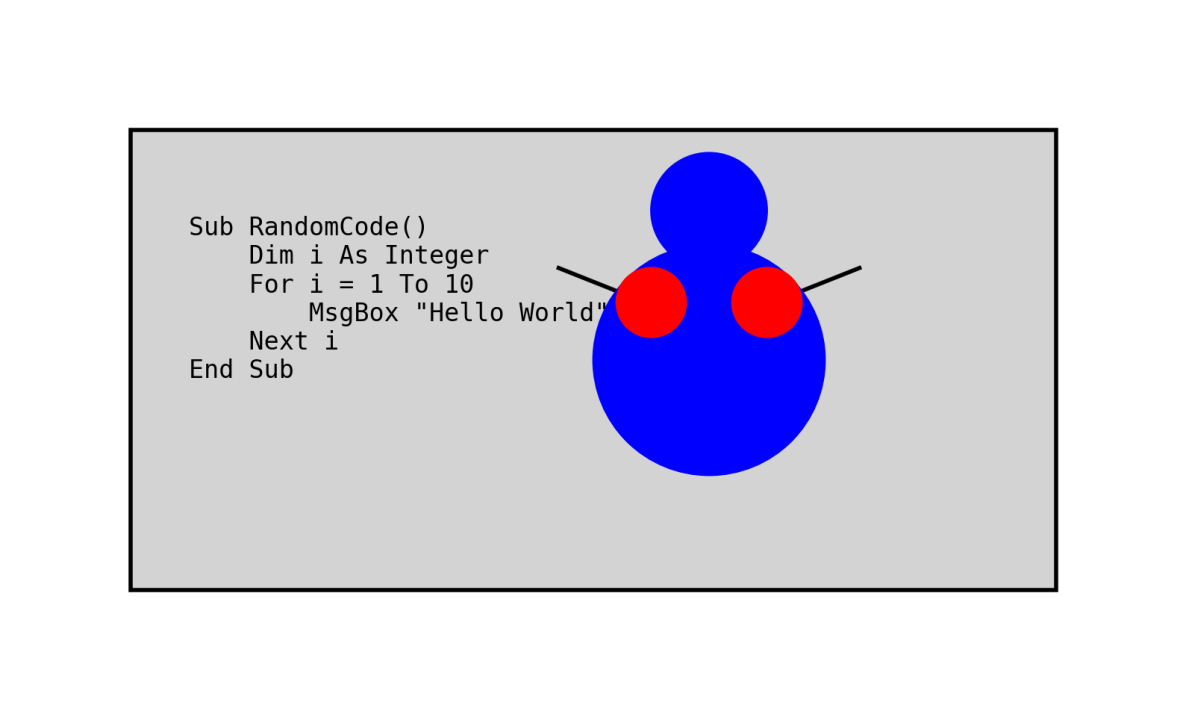 Sub RandomCode()
    Dim i As Integer
    For i = 1 To 10
        MsgBox "Hello World"
    Next i
End Sub